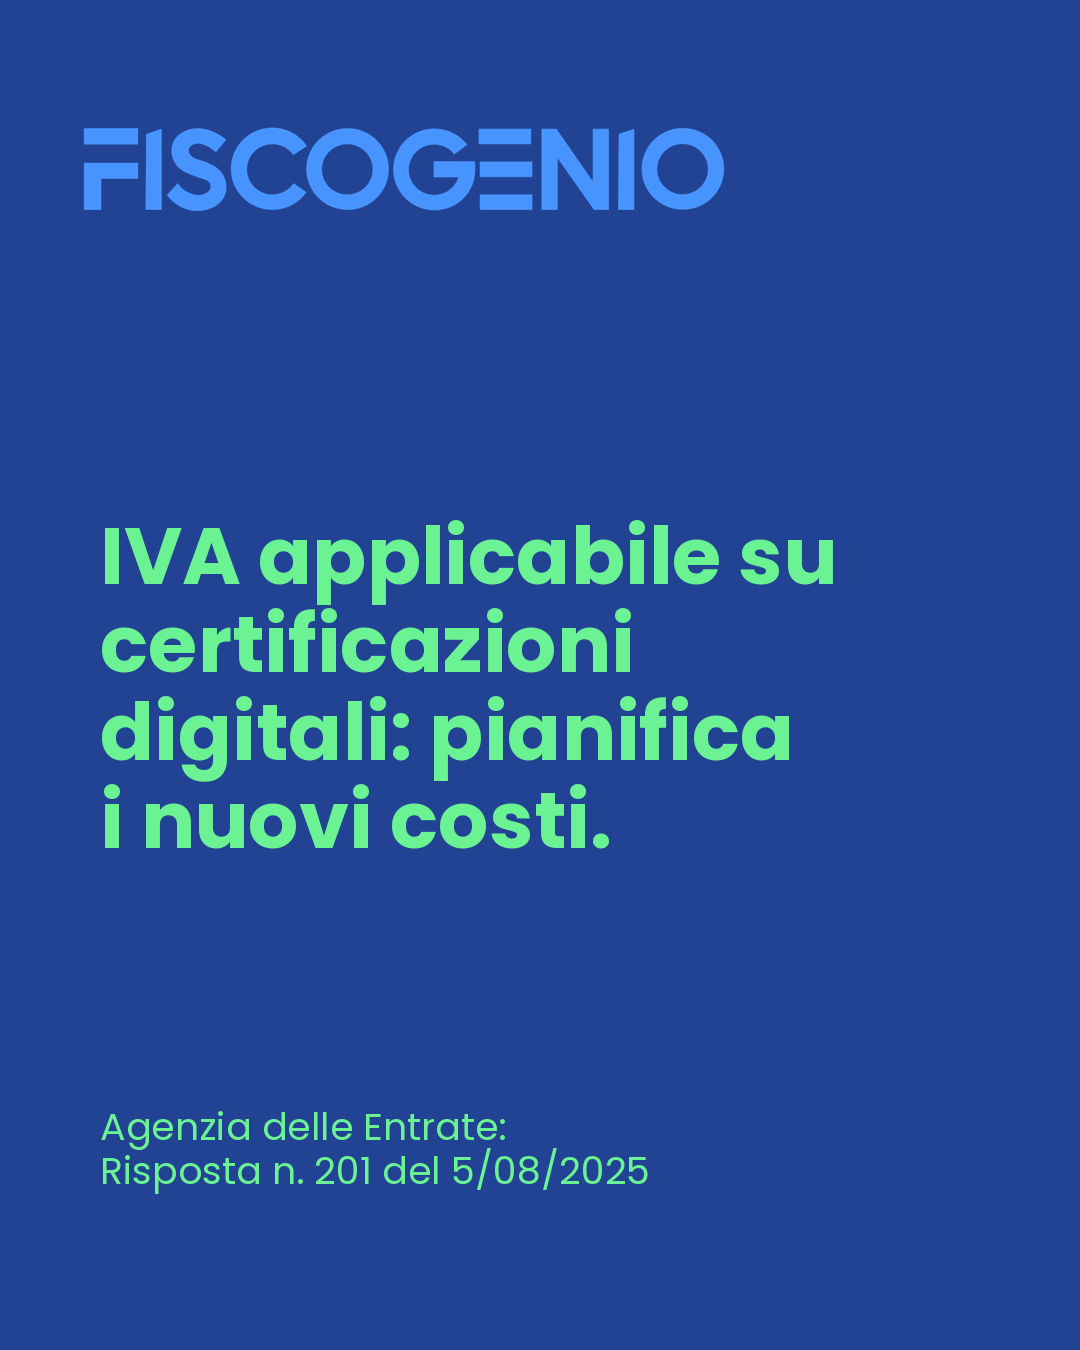 FISCOGENIO
IVA applicabile su
certificazioni
digitali: pianifica
i nuovi costi.
Agenzia delle Entrate:
Risposta n. 201 del 5/08/2025